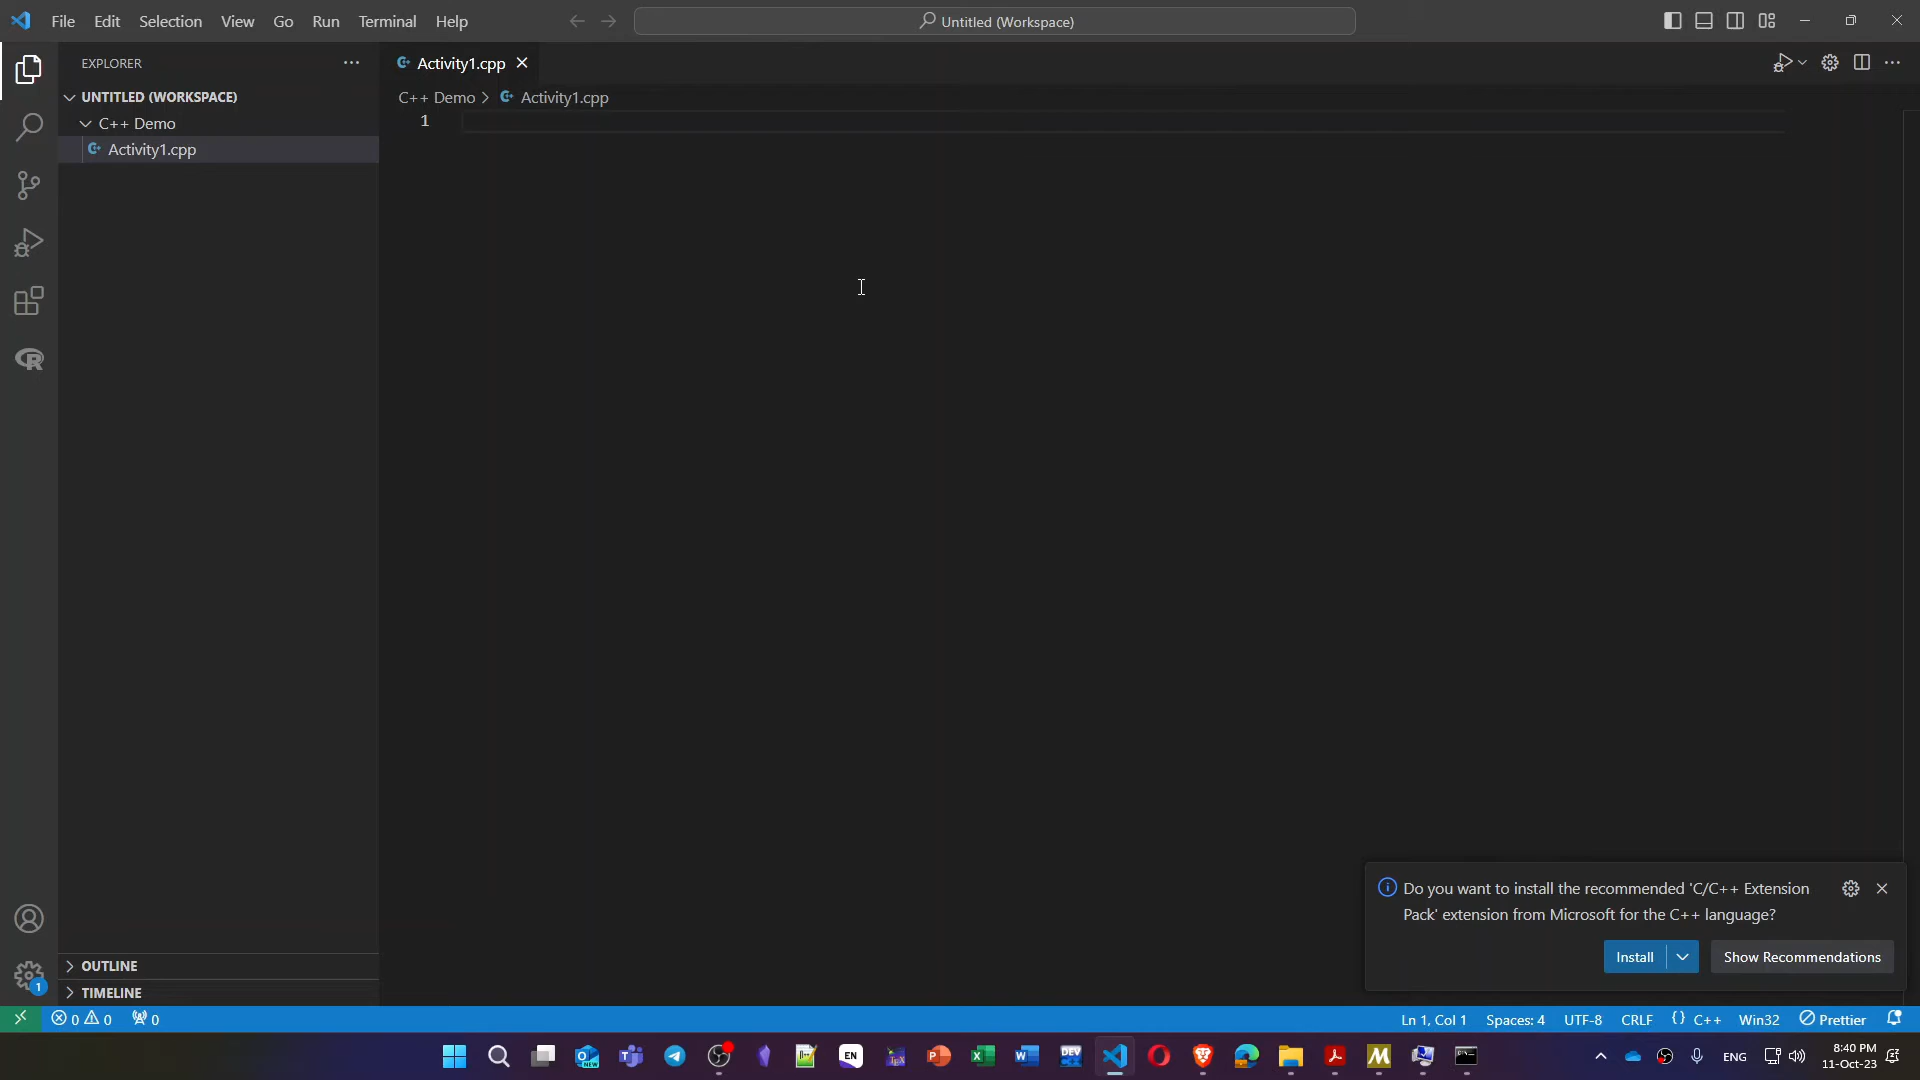 File Edit Selection View Go Run Terminal Help
Untitled (Workspace)
EXPLORER
Activity1.cpp
UNTITLED (WORKSPACE)
C++ Demo > Activity1.cpp
C++ Demo
1
Activity1.cpp
Do you want to install the recommended 'C/C++ Extension
Pack' extension from Microsoft for the C++ language?
Install
Show Recommendations
OUTLINE
1
TIMELINE
0 0 0
Ln 1, Col 1 Spaces: 4 UTF-8 CRLF {} C++ Win32 Prettier
EN
DEV
ENG
8:40 PM
11-Oct-23